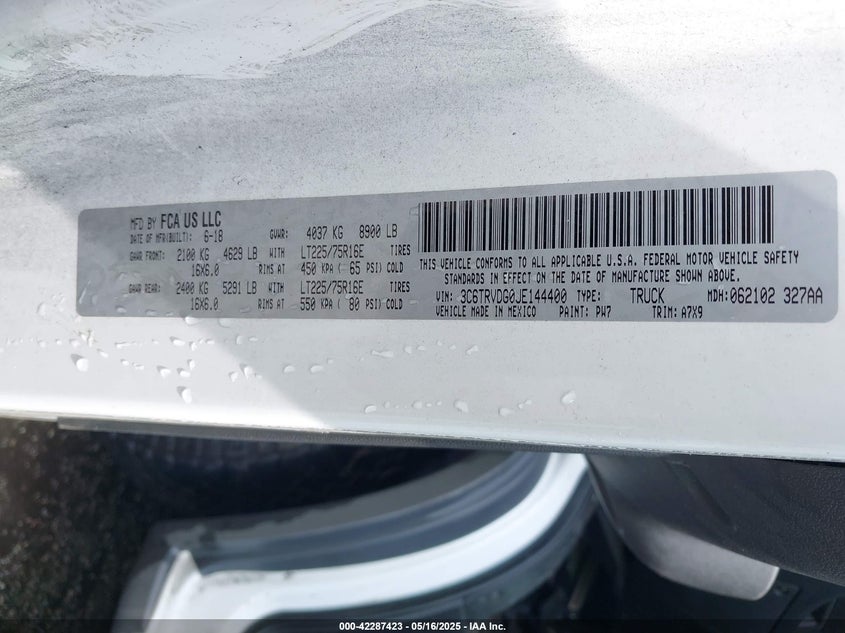 MFD BY FCA US LLC
DATE OF MFR(BUILT): 6-18 GVWR: 4037 KG 8900 LB
GAWR FRONT: 2100 KG 4629 LB WITH LT225/75R16E TIRES
16X6.0 RIMS AT 450 KPA ( 65 PSI) COLD
GAWR REAR: 2400 KG 5291 LB WITH LT225/75R16E TIRES
16X6.0 RIMS AT 550 KPA ( 80 PSI) COLD
THIS VEHICLE CONFORMS TO ALL APPLICABLE U.S.A. FEDERAL MOTOR VEHICLE SAFETY
STANDARDS IN EFFECT ON THE DATE OF MANUFACTURE SHOWN ABOVE.
VIN: 3C6TRVDG0JE144400 TYPE: TRUCK MDH:062102 327AA
VEHICLE MADE IN MEXICO PAINT: PW7 TRIM: A7X9
000-42287423 - 05/16/2025 - IAA Inc.